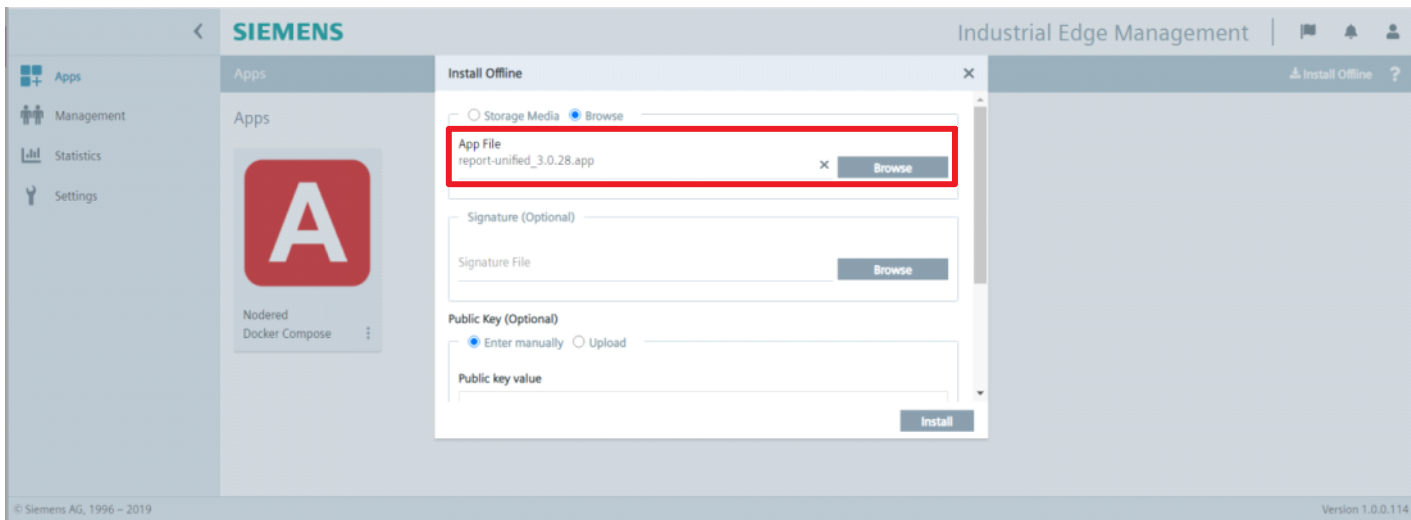 SIEMENS
Industrial Edge Management
Apps
Management
Statistics
Settings
Apps
Install Offline
?
Apps
A
Nodered
Docker Compose
Install Offline
Storage Media Browse
App File
report-unified_3.0.28.app
Browse
Signature (Optional)
Signature File
Browse
Public Key (Optional)
Enter manually Upload
Public key value
Install
© Siemens AG, 1996 – 2019
Version 1.0.0.114